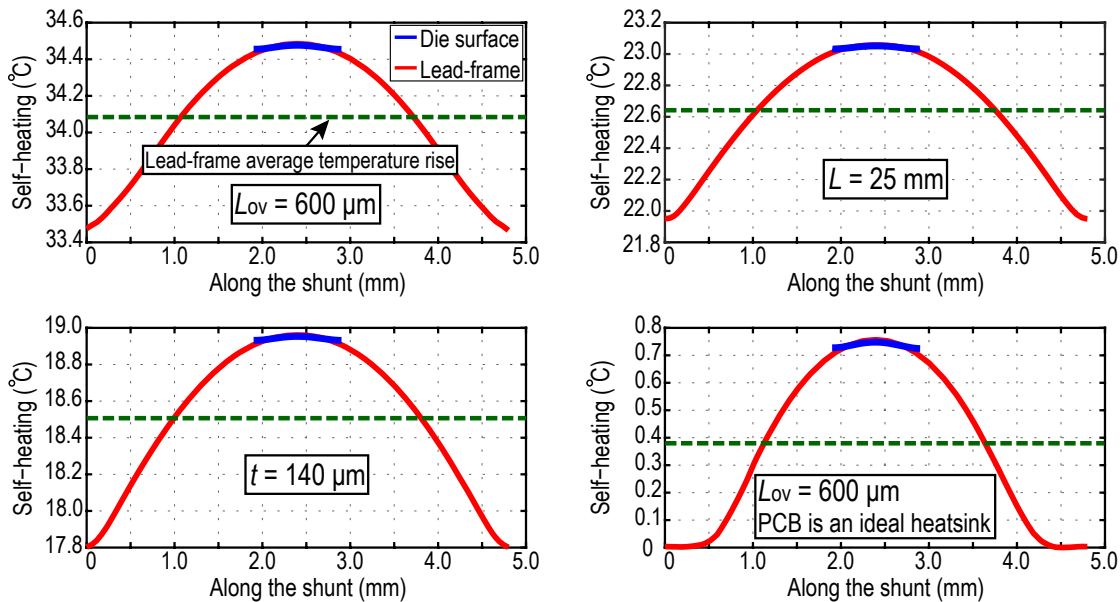 34.6
34.4
34.2
34.0
33.9
33.6
33.4
Self−heating (°C)
Die surface
Lead-frame
Lead-frame average temperature rise
Lov = 600 µm
0 1.0 2.0 3.0 4.0 5.0
Along the shunt (mm)
23.2
23.0
22.8
22.6
22.4
22.2
22.0
21.8
Self−heating (°C)
L = 25 mm
0 1.0 2.0 3.0 4.0 5.0
Along the shunt (mm)
19.0
18.8
18.6
18.4
18.2
18.0
17.8
Self−heating (°C)
t = 140 µm
0 1.0 2.0 3.0 4.0 5.0
Along the shunt (mm)
0.8
0.7
0.6
0.5
0.4
0.3
0.2
0.1
0
Self−heating (°C)
Lov = 600 µm
PCB is an ideal heatsink
0 1.0 2.0 3.0 4.0 5.0
Along the shunt (mm)